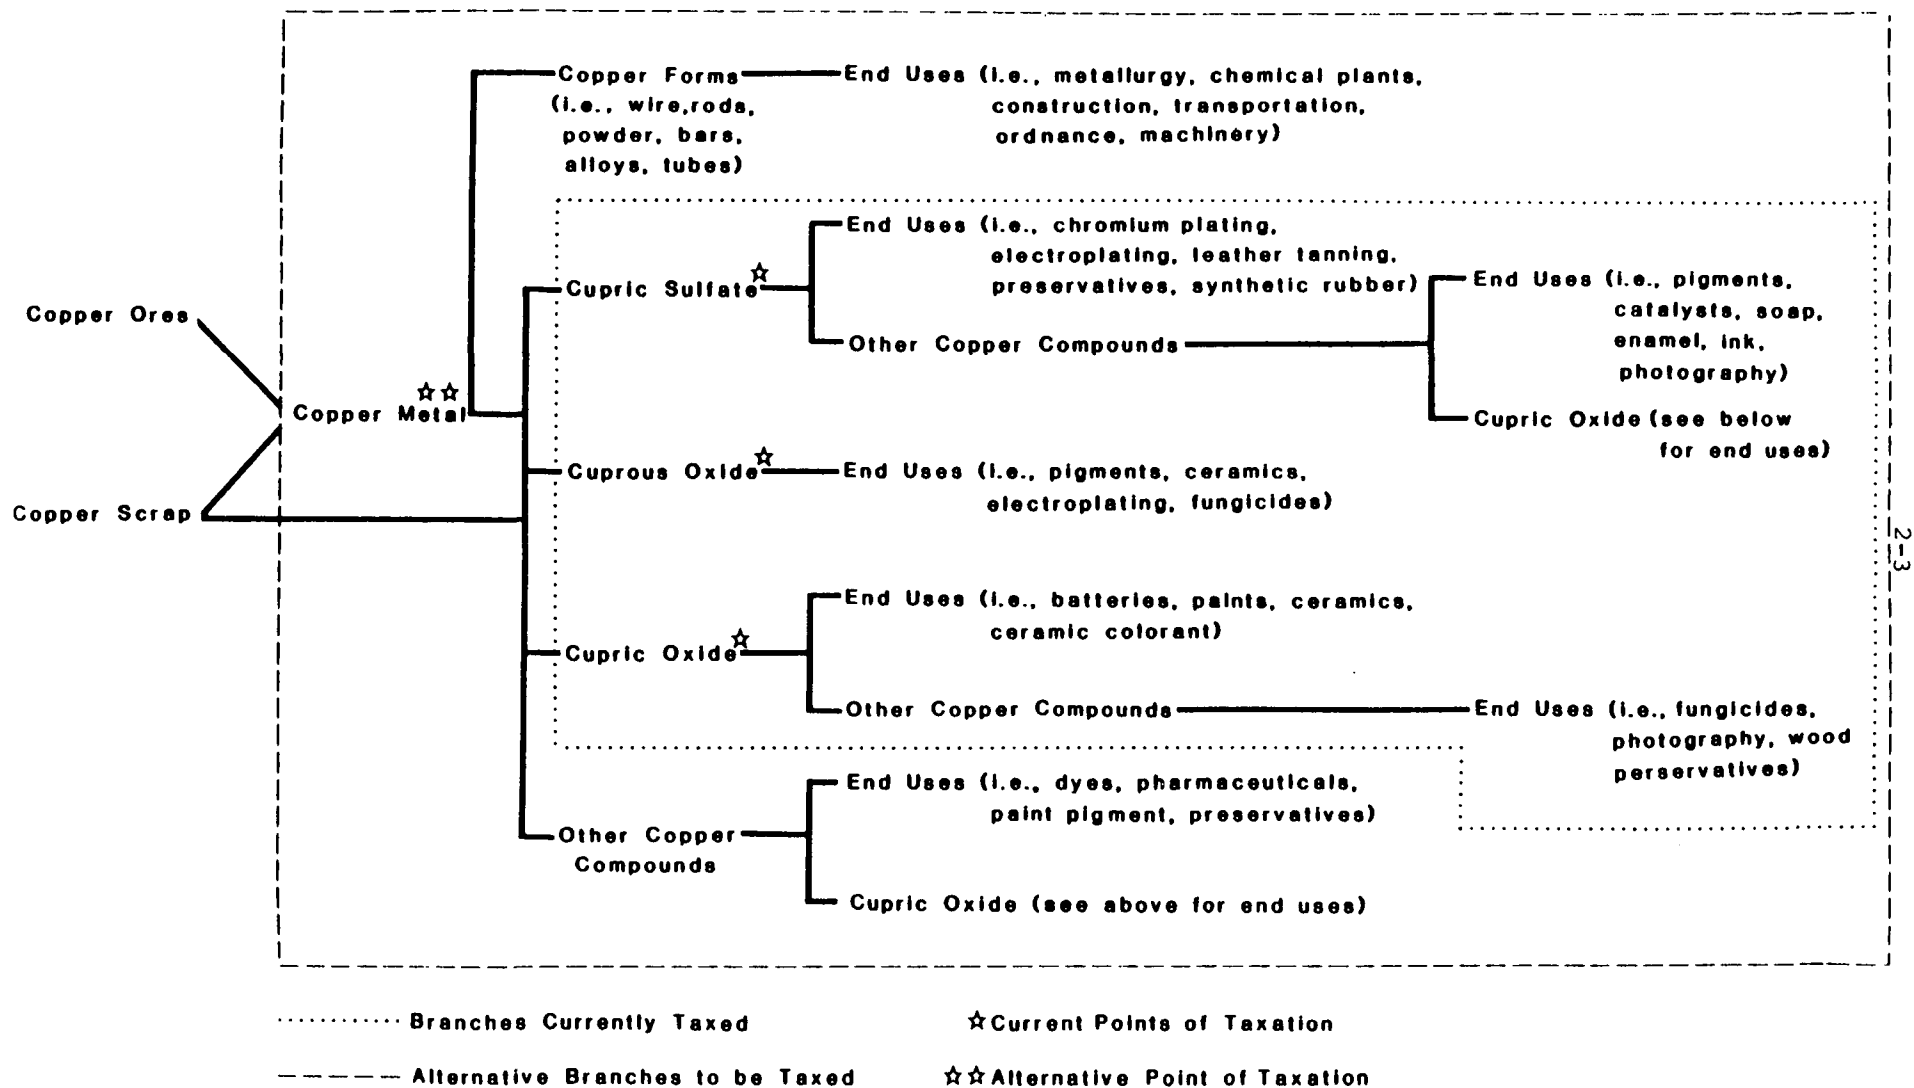 Copper Forms
(i.e., wire,rods,
powder, bars,
alloys, tubes)
End Uses (i.e., metallurgy, chemical plants,
construction, transportation,
ordnance, machinery)
Copper Ores
Copper Scrap
Copper Metal ☆☆
Cupric Sulfate ☆
End Uses (i.e., chromium plating,
electroplating, leather tanning,
preservatives, synthetic rubber)
Other Copper Compounds
End Uses (i.e., pigments,
catalysts, soap,
enamel, ink,
photography)
Cupric Oxide (see below
for end uses)
Cuprous Oxide ☆
End Uses (i.e., pigments, ceramics,
electroplating, fungicides)
Cupric Oxide ☆
End Uses (i.e., batteries, paints, ceramics,
ceramic colorant)
Other Copper Compounds
End Uses (i.e., fungicides,
photography, wood
perservatives)
Other Copper
Compounds
End Uses (i.e., dyes, pharmaceuticals,
paint pigment, preservatives)
Cupric Oxide (see above for end uses)
2-3
Branches Currently Taxed
☆Current Points of Taxation
Alternative Branches to be Taxed
☆☆Alternative Point of Taxation